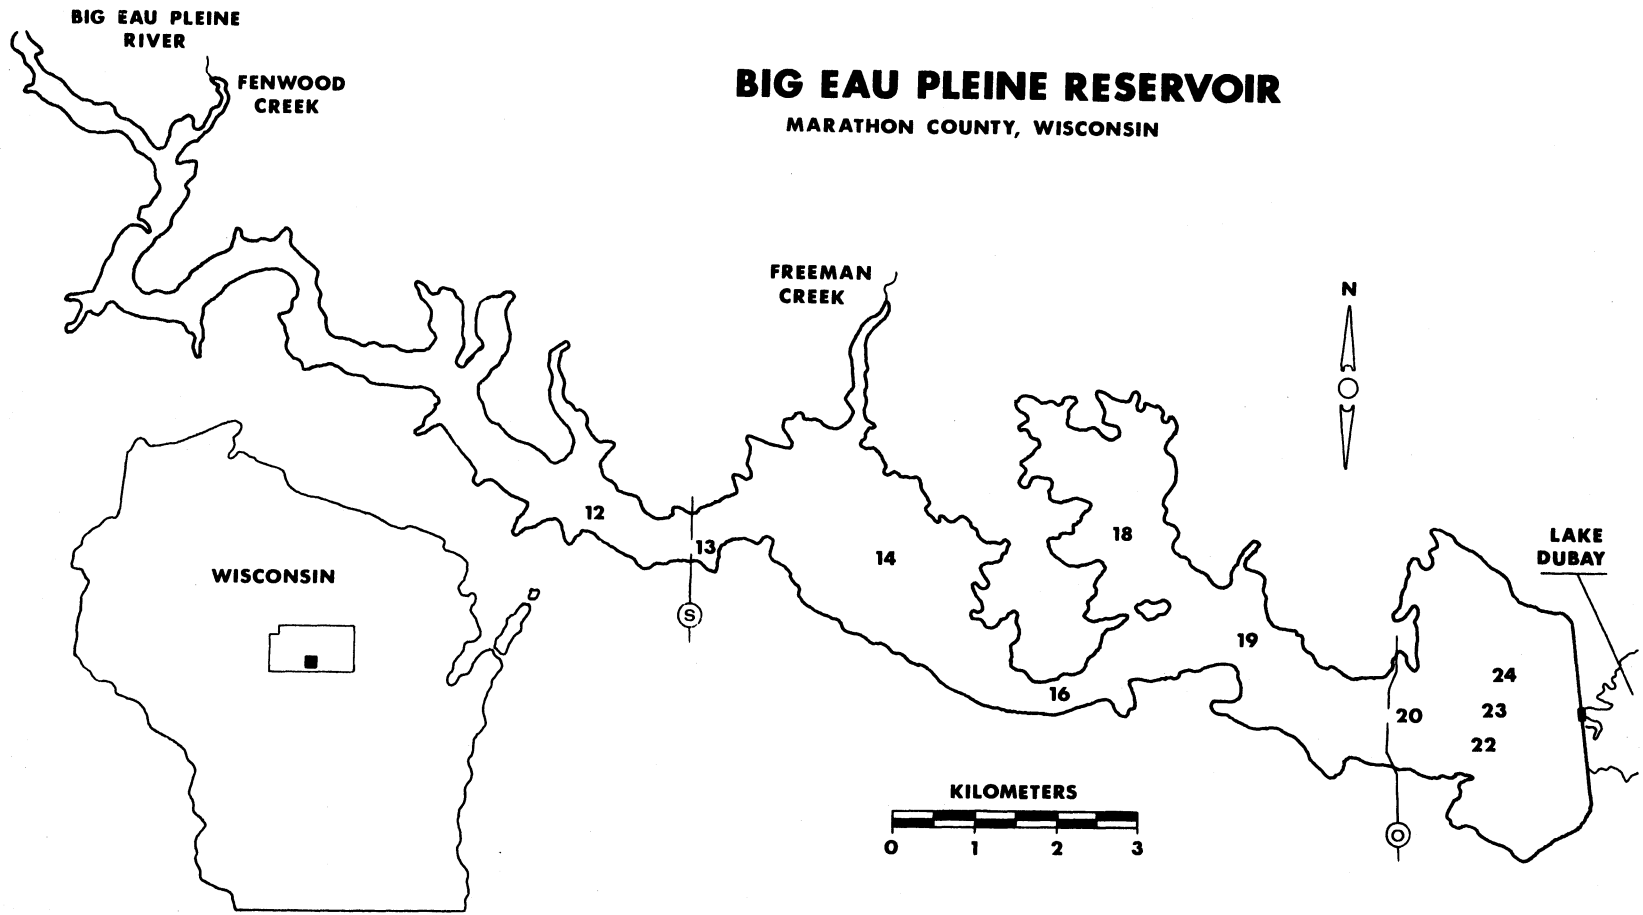 BIG EAU PLEINE
RIVER
FENWOOD
CREEK
BIG EAU PLEINE RESERVOIR
MARATHON COUNTY, WISCONSIN
FREEMAN
CREEK
N
12
13
14
18
LAKE
DUBAY
WISCONSIN
S
19
16
24
20
23
22
KILOMETERS
0 1 2 3
O